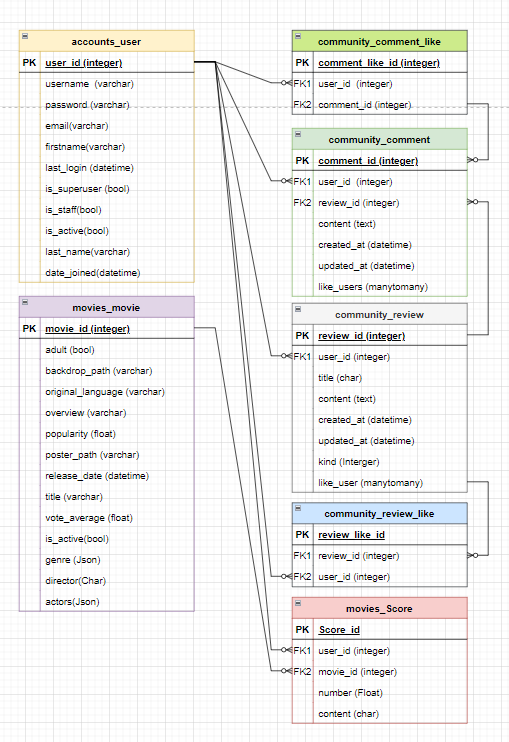 accounts_user
PK user_id (integer)
username (varchar)
password (varchar)
email(varchar)
firstname(varchar)
last_login (datetime)
is_superuser (bool)
is_staff(bool)
is_active(bool)
last_name(varchar)
date_joined(datetime)
movies_movie
PK movie_id (integer)
adult (bool)
backdrop_path (varchar)
original_language (varchar)
overview (varchar)
popularity (float)
poster_path (varchar)
release_date (datetime)
title (varchar)
vote_average (float)
is_active(bool)
genre (Json)
director(Char)
actors(Json)
community_comment_like
PK comment_like_id (integer)
FK1 user_id (integer)
FK2 comment_id (integer)
community_comment
PK comment_id (integer)
FK1 user_id (integer)
FK2 review_id (integer)
content (text)
created_at (datetime)
updated_at (datetime)
like_users (manytomany)
community_review
PK review_id (integer)
FK1 user_id (integer)
title (char)
content (text)
created_at (datetime)
updated_at (datetime)
kind (Interger)
like_user (manytomany)
community_review_like
PK review_like_id
FK1 review_id (integer)
FK2 user_id (integer)
movies_Score
PK Score_id
FK1 user_id (integer)
FK2 movie_id (integer)
number (Float)
content (char)